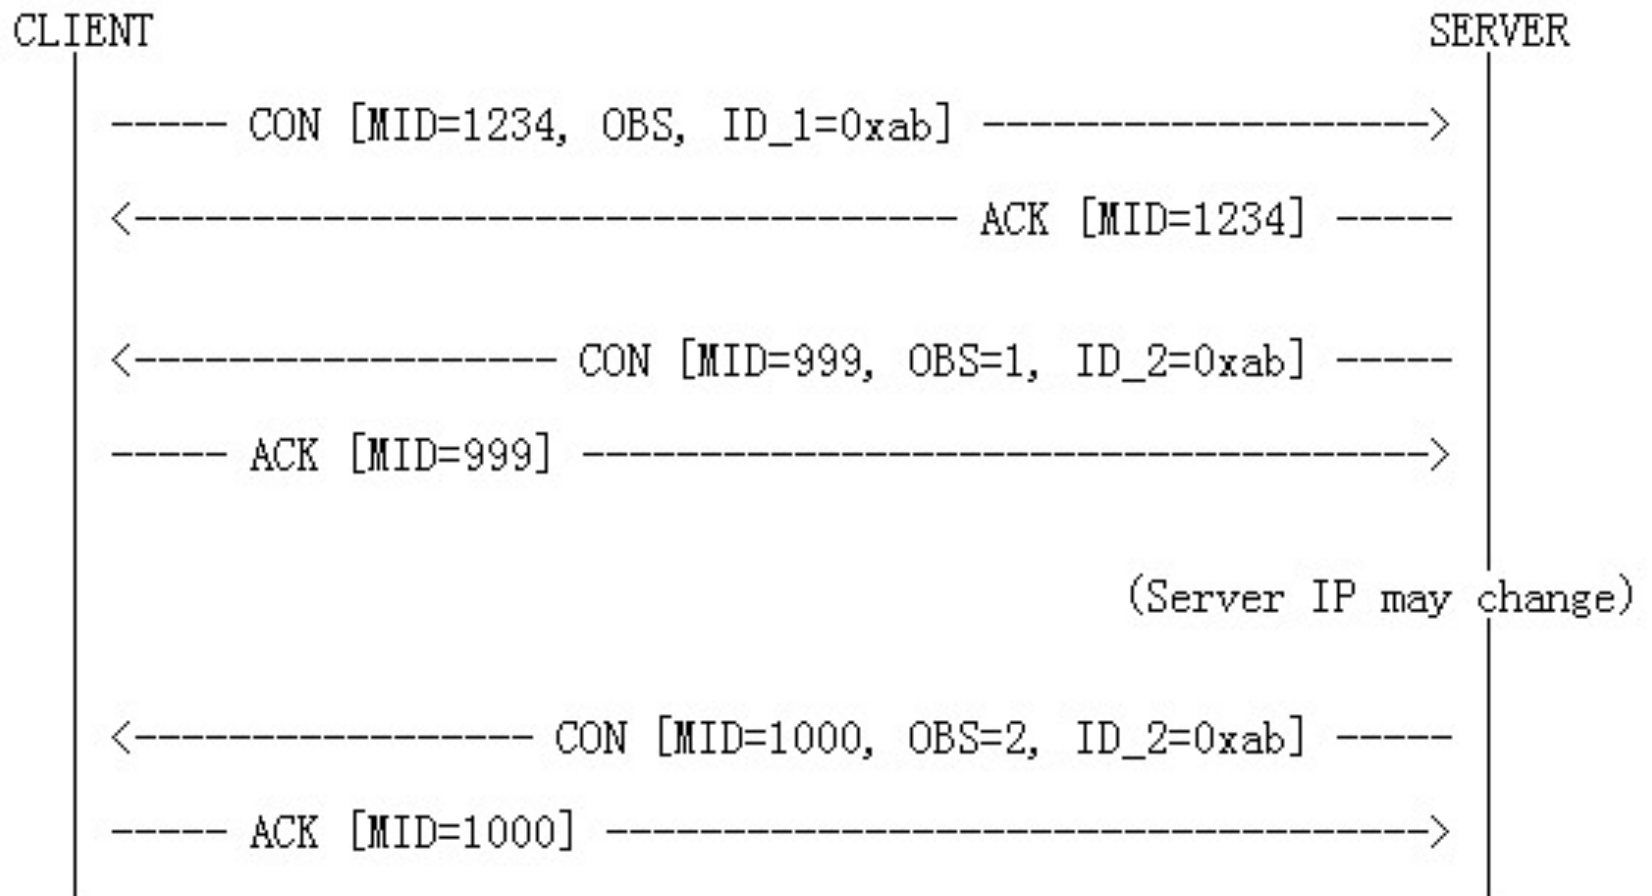 CLIENT SERVER
----- CON [MID=1234, OBS, ID_1=0xab] ------------------->
<----------------------------------- ACK [MID=1234] -----
<------------------ CON [MID=999, OBS=1, ID_2=0xab] -----
----- ACK [MID=999] ------------------------------------>
(Server IP may change)
<----------------- CON [MID=1000, OBS=2, ID_2=0xab] -----
----- ACK [MID=1000] ----------------------------------->